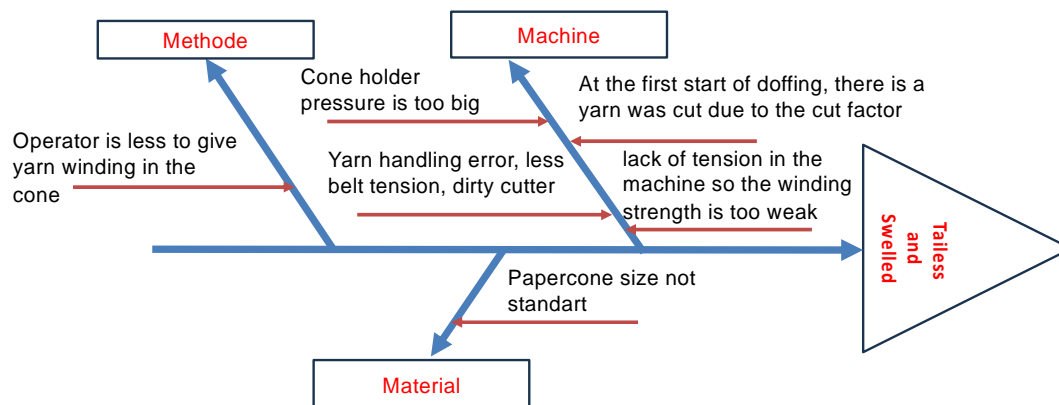 Methode
Machine
Cone holder
pressure is too big
At the first start of doffing, there is a
yarn was cut due to the cut factor
Operator is less to give
yarn winding in the
cone
Yarn handling error, less
belt tension, dirty cutter
lack of tension in the
machine so the winding
strength is too weak
Tailess
and
Swelled
Papercone size not
standart
Material